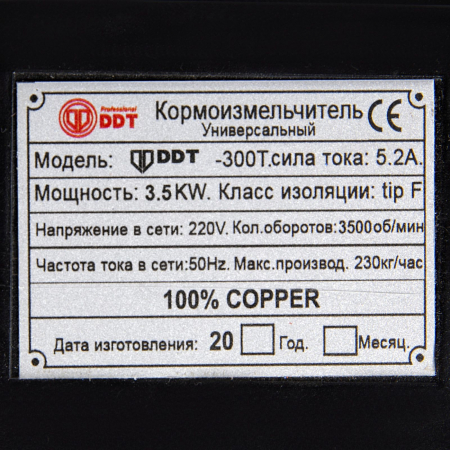 Professional
DDT
Кормоизмельчитель CE
Универсальный
Модель: DDT -300Т.сила тока: 5.2А.
Мощность: 3.5KW. Класс изоляции: tip F
Напряжение в сети: 220V. Кол.оборотов: 3500об/мин
Частота тока в сети:50Hz. Макс.производ. 230кг/час
100% COPPER
Дата изготовления: 20 Год. Месяц.